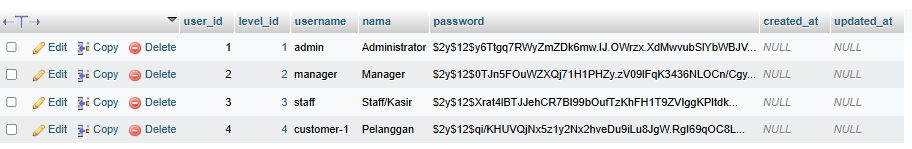 user_id level_id username nama password created_at updated_at
Edit Copy Delete 1 1 admin Administrator $2y$12$y6Ttgq7RWyZmZDk6mw.IJ.OWrzx.XdMwvubSlYbWBJV... NULL NULL
Edit Copy Delete 2 2 manager Manager $2y$12$0TJn5FOuWZXQj71H1PHZy.zV09lFqK3436NLOCn/Cgy... NULL NULL
Edit Copy Delete 3 3 staff Staff/Kasir $2y$12$Xrat4lBTJJehCR7BI99bOufTzKhFH1T9ZVlggKPltdk... NULL NULL
Edit Copy Delete 4 4 customer-1 Pelanggan $2y$12$qi/KHUVQjNx5z1y2Nx2hveDu9iLu8JgW.RgI69qOC8L... NULL NULL